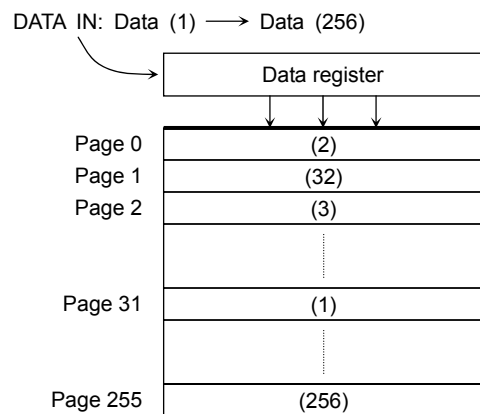 DATA IN: Data (1) → Data (256)
Data register
Page 0 (2)
Page 1 (32)
Page 2 (3)
Page 31 (1)
Page 255 (256)